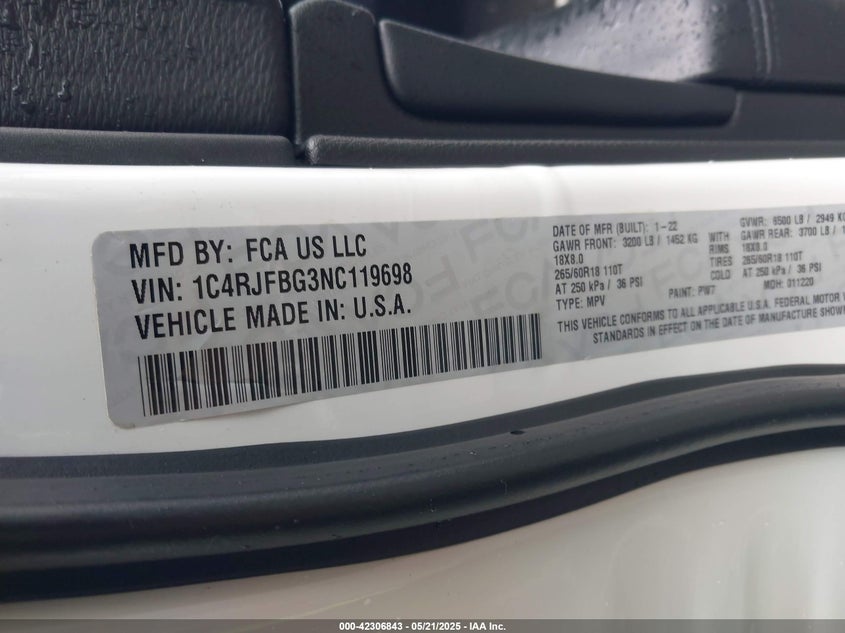 MFD BY: FCA US LLC
VIN: 1C4RJFBG3NC119698
VEHICLE MADE IN: U.S.A.
DATE OF MFR (BUILT): 1-22
GVWR: 6500 LB / 2949 KG
GAWR FRONT: 3200 LB / 1452 KG
WITH
GAWR REAR: 3700 LB /
18X8.0
RIMS
18X8.0
265/60R18 110T
TIRES
265/60R18 110T
AT 250 kPa / 36 PSI
COLD
AT 250 kPa / 36 PSI
TYPE: MPV
PAINT: PW7
MDH: 011220
THIS VEHICLE CONFORMS TO ALL APPLICABLE U.S.A. FEDERAL MOTOR
STANDARDS IN EFFECT ON THE DATE OF MANUFACTURE SHOWN
000-42306843 / 05/21/2025 - IAA Inc.